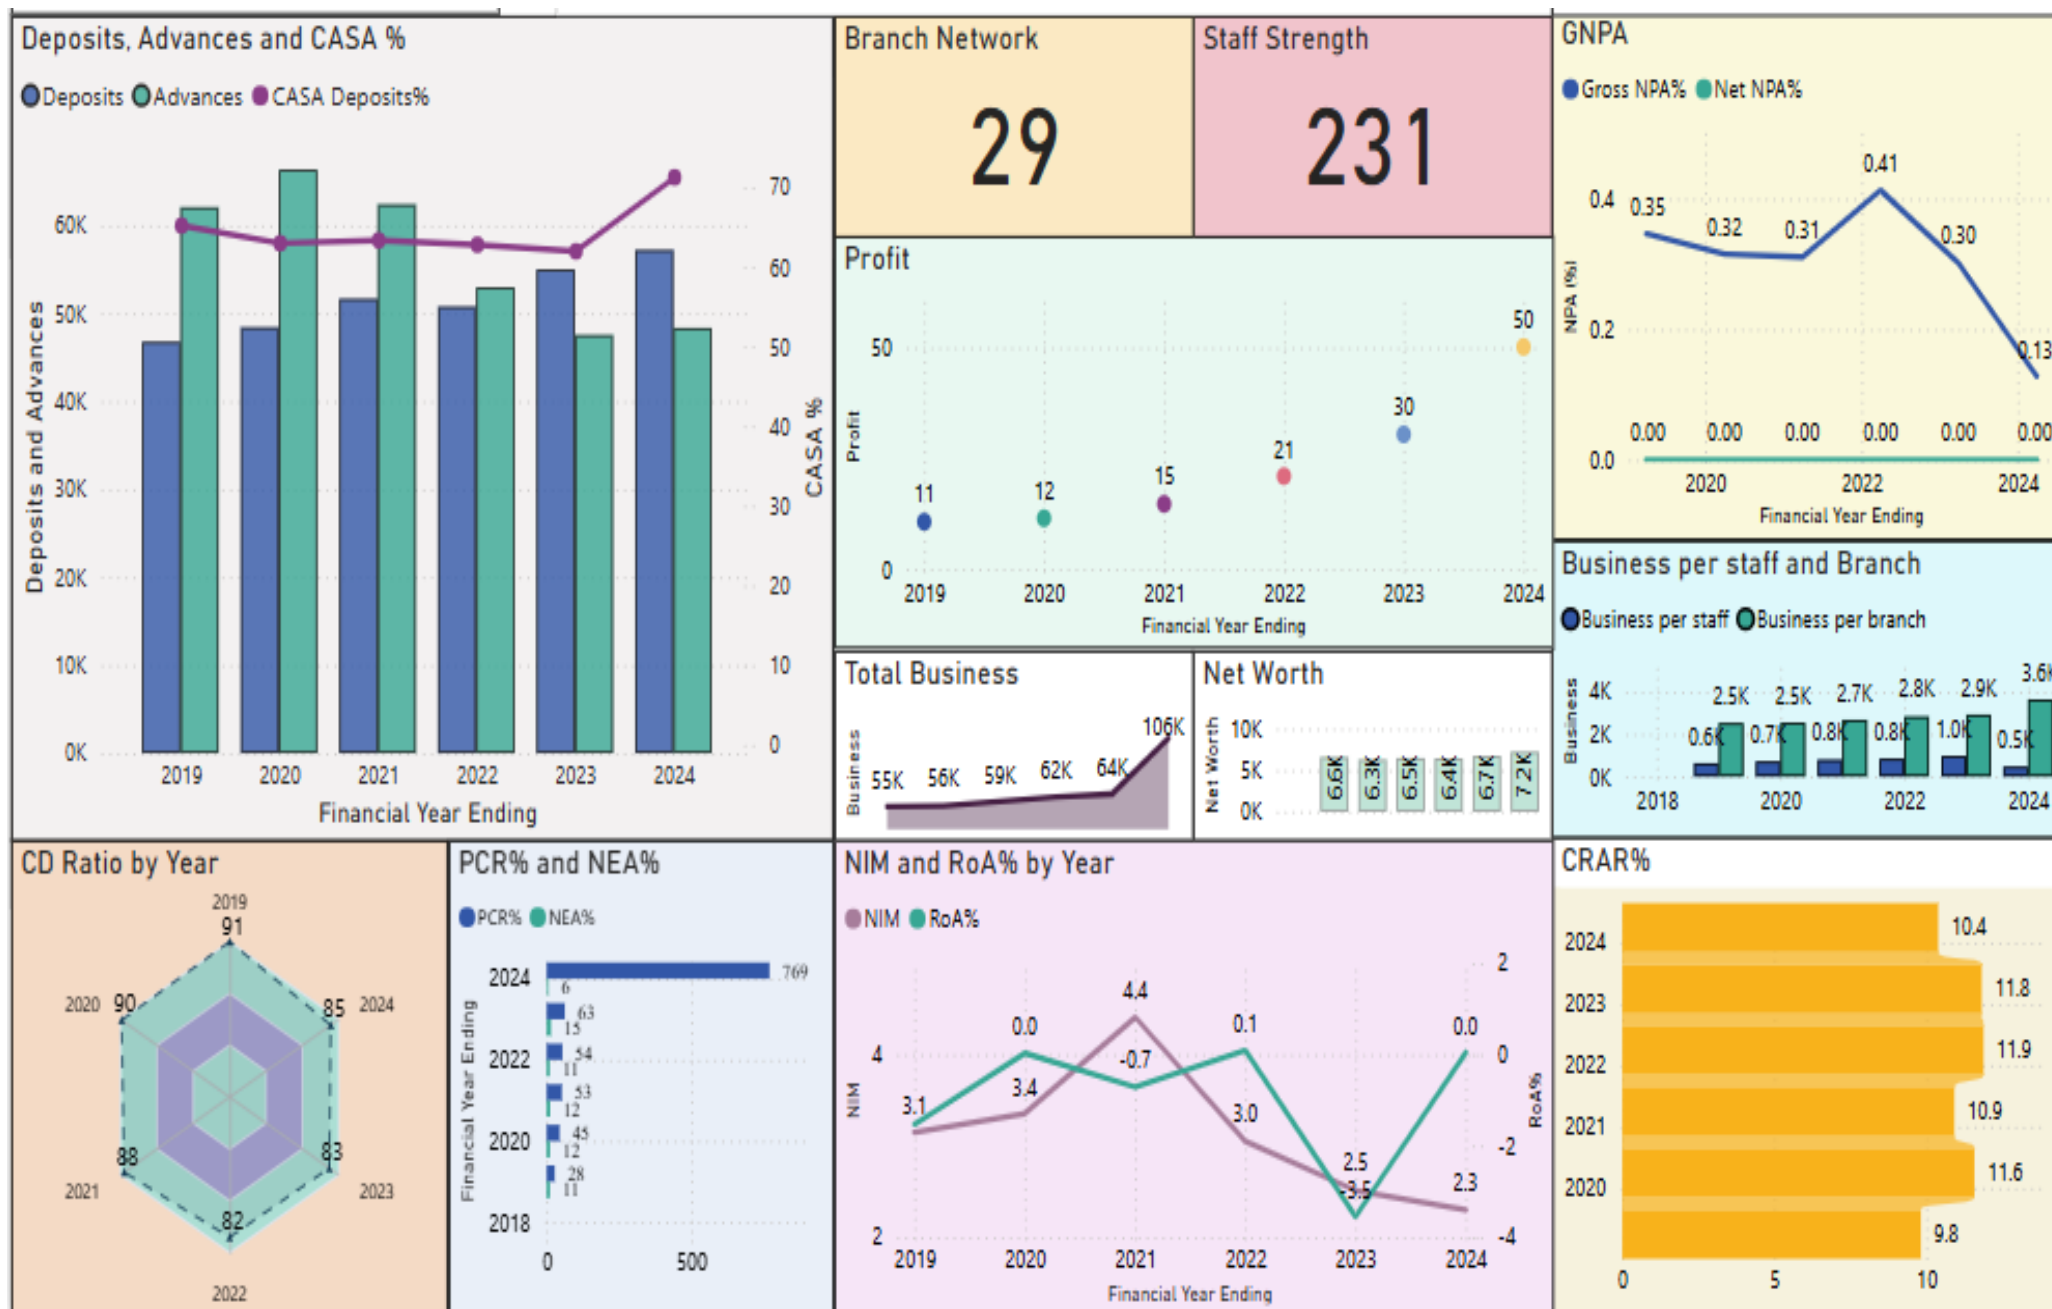 Deposits, Advances and CASA %
Deposits Advances CASA Deposits%
Deposits and Advances
60K
50K
40K
30K
20K
10K
0K
CASA %
70
60
50
40
30
20
10
0
2019 2020 2021 2022 2023 2024
Financial Year Ending
Branch Network
29
Staff Strength
231
Profit
Profit
50
0
11
12
15
21
30
50
2019 2020 2021 2022 2023 2024
Financial Year Ending
GNPA
Gross NPA% Net NPA%
NPA (%)
0.4
0.2
0.0
0.35
0.32
0.31
0.41
0.30
0.13
0.00 0.00 0.00 0.00 0.00 0.00
2020 2022 2024
Financial Year Ending
Total Business
Business
55K 56K 59K 62K 64K 106K
Net Worth
Net Worth
10K
5K
0K
6.6K 6.3K 6.5K 6.4K 6.7K 7.2K
Business per staff and Branch
Business per staff Business per branch
Business
4K
2K
0K
2.5K 2.5K 2.7K 2.8K 2.9K 3.6K
0.6K 0.7K 0.8K 0.8K 1.0K 0.5K
2018 2020 2022 2024
CD Ratio by Year
2019
91
2020 90
85 2024
88
2021
83
2023
82
2022
PCR% and NEA%
PCR% NEA%
Financial Year Ending
2024
2022
2020
2018
769
6
63
15
54
11
53
12
45
12
28
11
0 500
NIM and RoA% by Year
NIM RoA%
NIM
4
2
RoA%
2
0
-2
-4
3.1
3.4
4.4
3.0
2.5
2.3
0.0
-0.7
0.1
-3.5
0.0
2019 2020 2021 2022 2023 2024
Financial Year Ending
CRAR%
2024 10.4
2023 11.8
2022 11.9
2021 10.9
2020 11.6
9.8
0 5 10